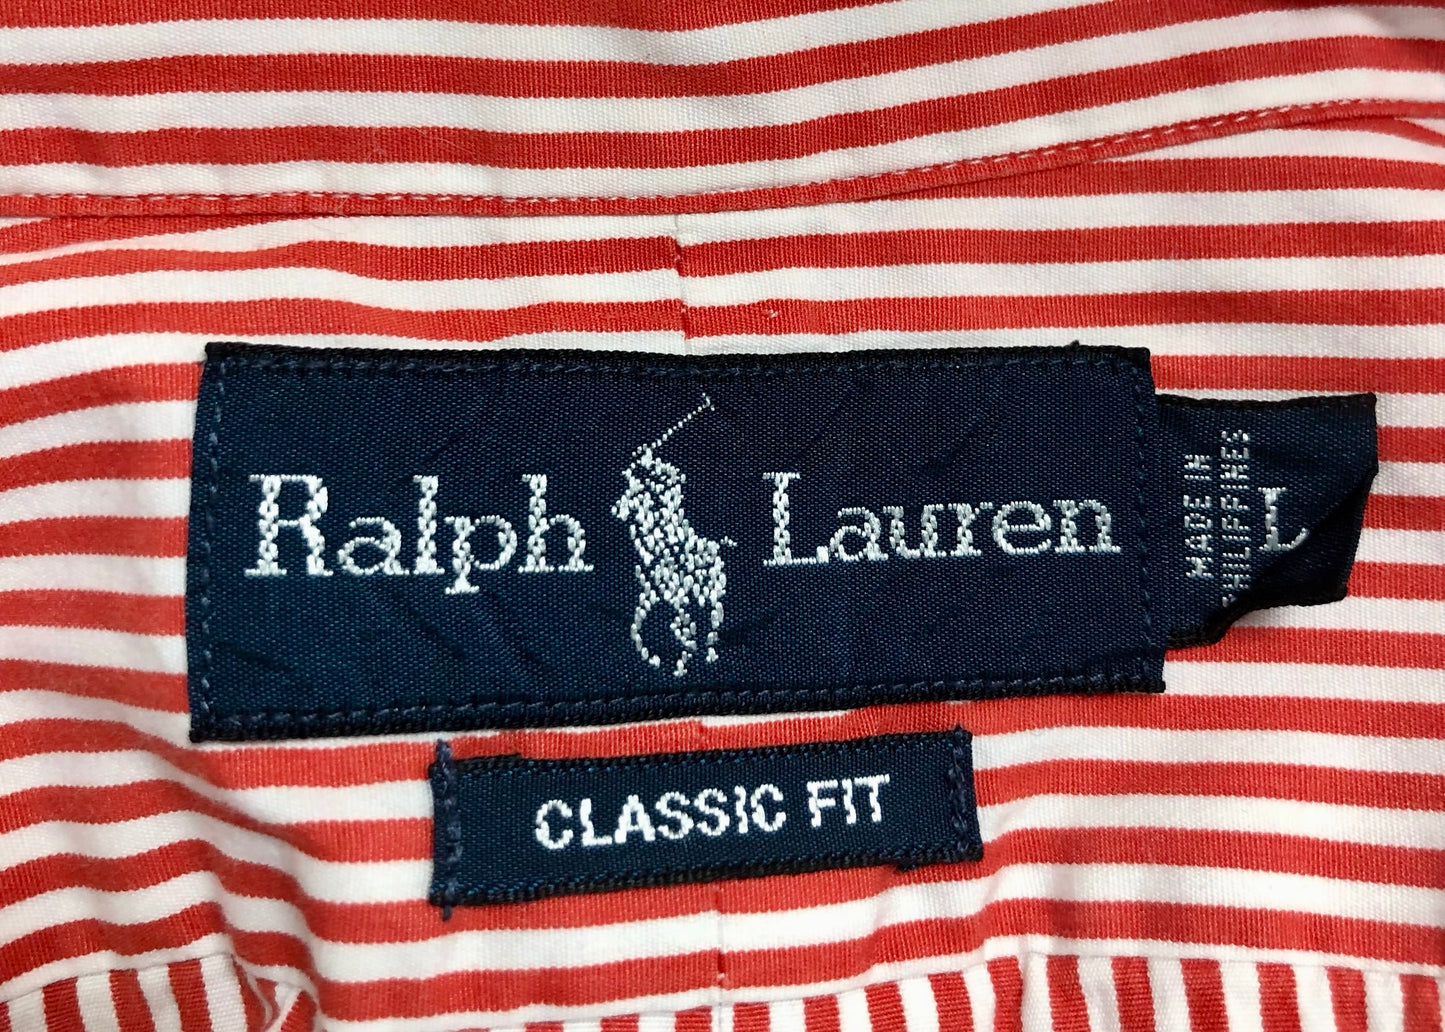 Ralph Lauren
MADE IN
PHILIPPINES
L
CLASSIC FIT